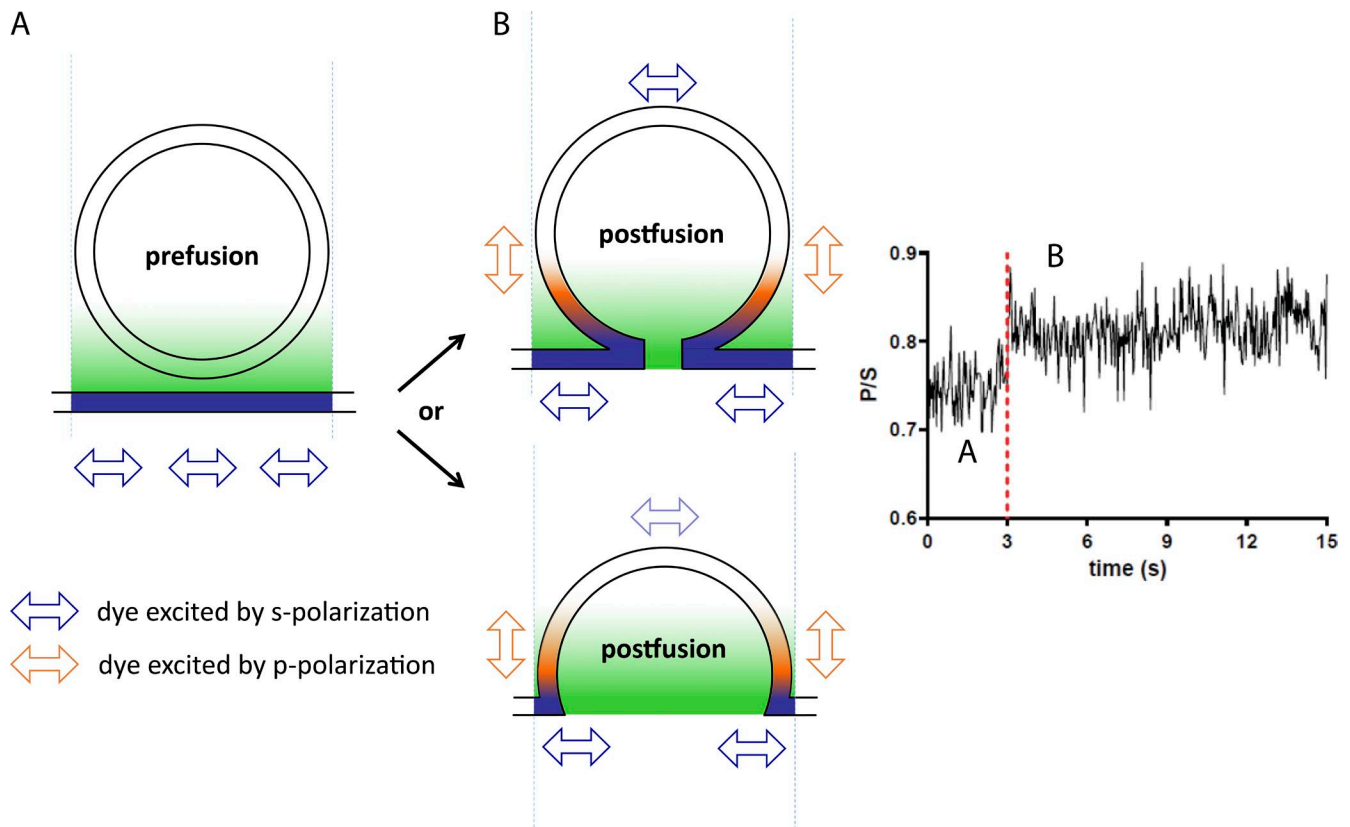 A
B
prefusion
postfusion
or
postfusion
dye excited by s-polarization
dye excited by p-polarization
0.9
0.8
0.7
0.6
P/S
A
B
0
3
6
9
12
15
time (s)